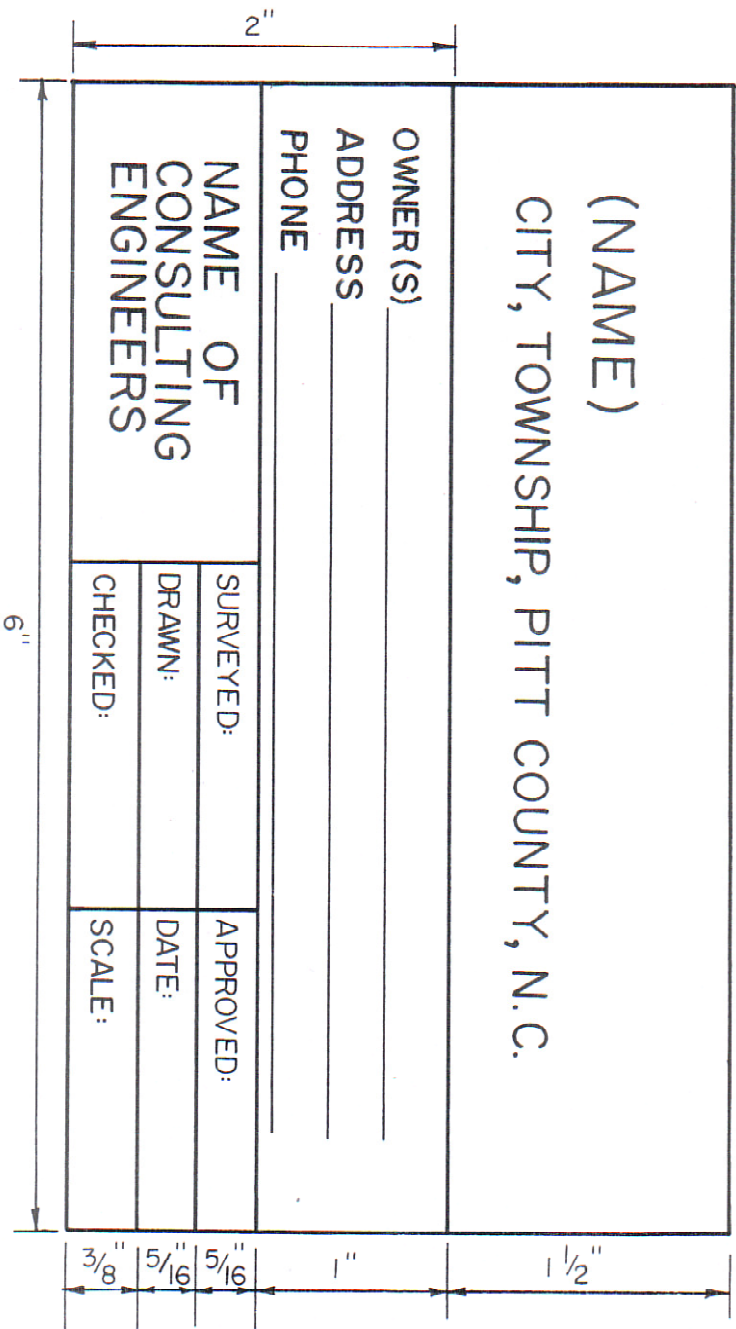 (NAME)
CITY, TOWNSHIP, PITT COUNTY, N.C.
OWNER(S)
ADDRESS
PHONE
NAME OF
CONSULTING
ENGINEERS
SURVEYED:
APPROVED:
DRAWN:
DATE:
CHECKED:
SCALE:
2"
6"
1 1/2"
1"
5/16"
5/16"
3/8"